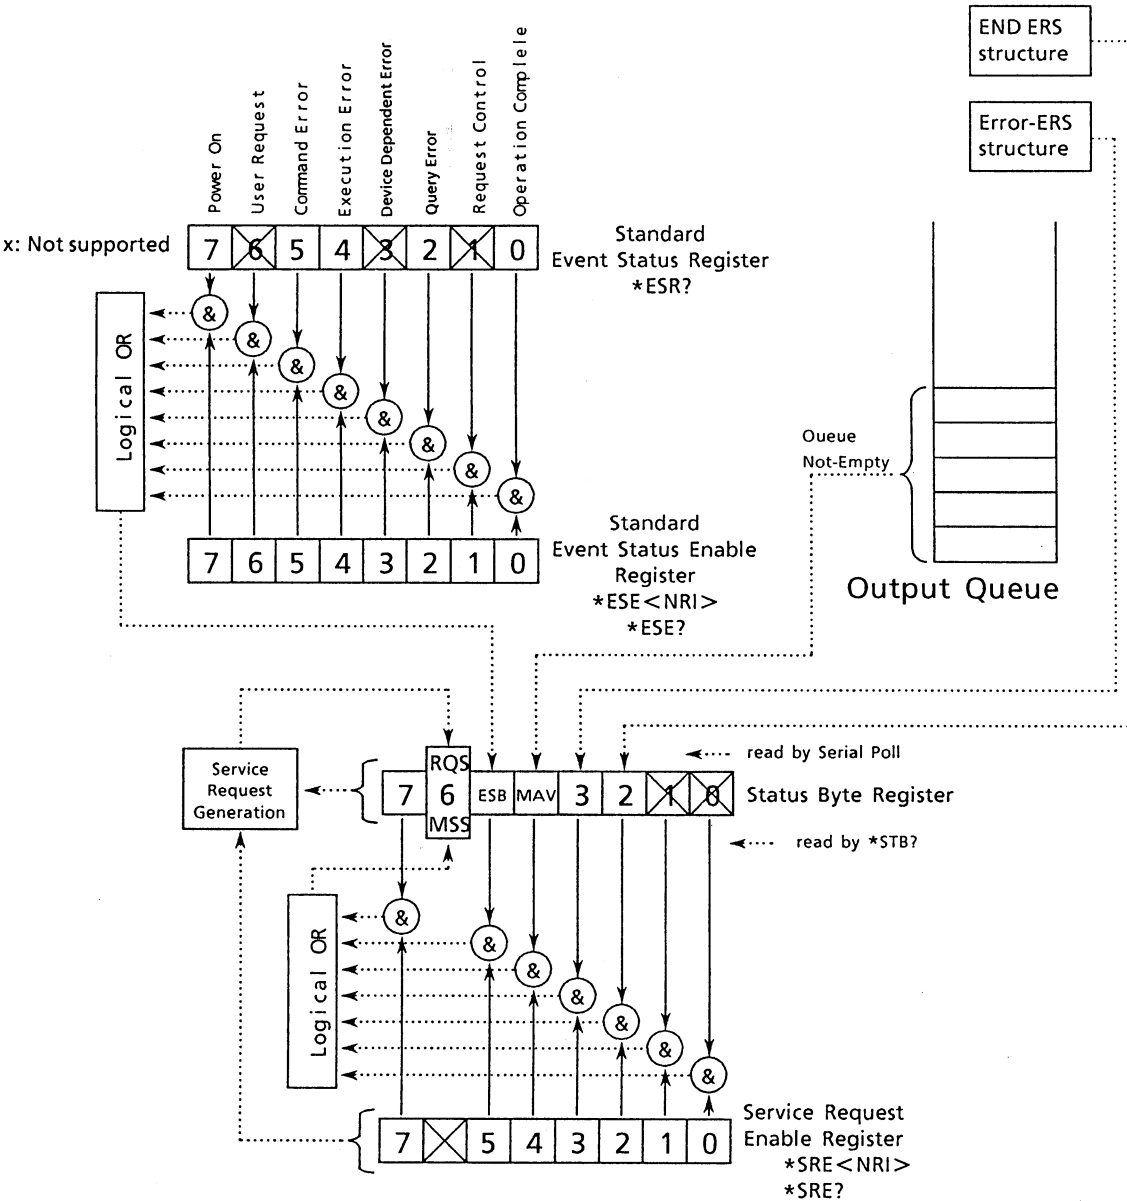 END ERS
structure
Error-ERS
structure
Power On
User Request
Command Error
Execution Error
Device Dependent Error
Query Error
Request Control
Operation Complele
x: Not supported
7 6 5 4 3 2 1 0
Standard
Event Status Register
*ESR?
Logical OR
&
&
&
&
&
&
&
&
7 6 5 4 3 2 1 0
Standard
Event Status Enable
Register
*ESE<NRI>
*ESE?
Oueue
Not-Empty
Output Queue
Service
Request
Generation
read by Serial Poll
RQS
7 6 ESB MAV 3 2 1 0
MSS
Status Byte Register
read by *STB?
Logical OR
&
&
&
&
&
&
&
7 5 4 3 2 1 0
Service Request
Enable Register
*SRE<NRI>
*SRE?